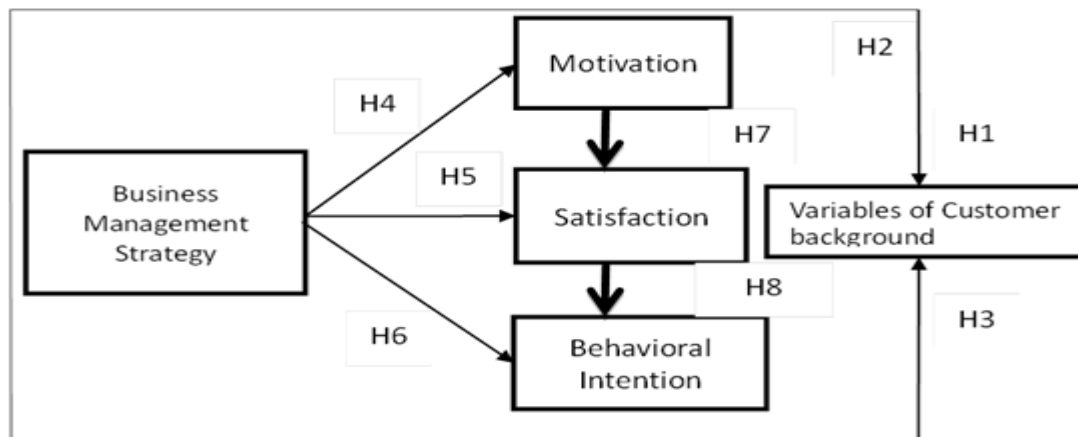 Motivation
H2
H4
H7
H1
Business
Management
Strategy
H5
Satisfaction
Variables of Customer
background
H8
H6
Behavioral
Intention
H3